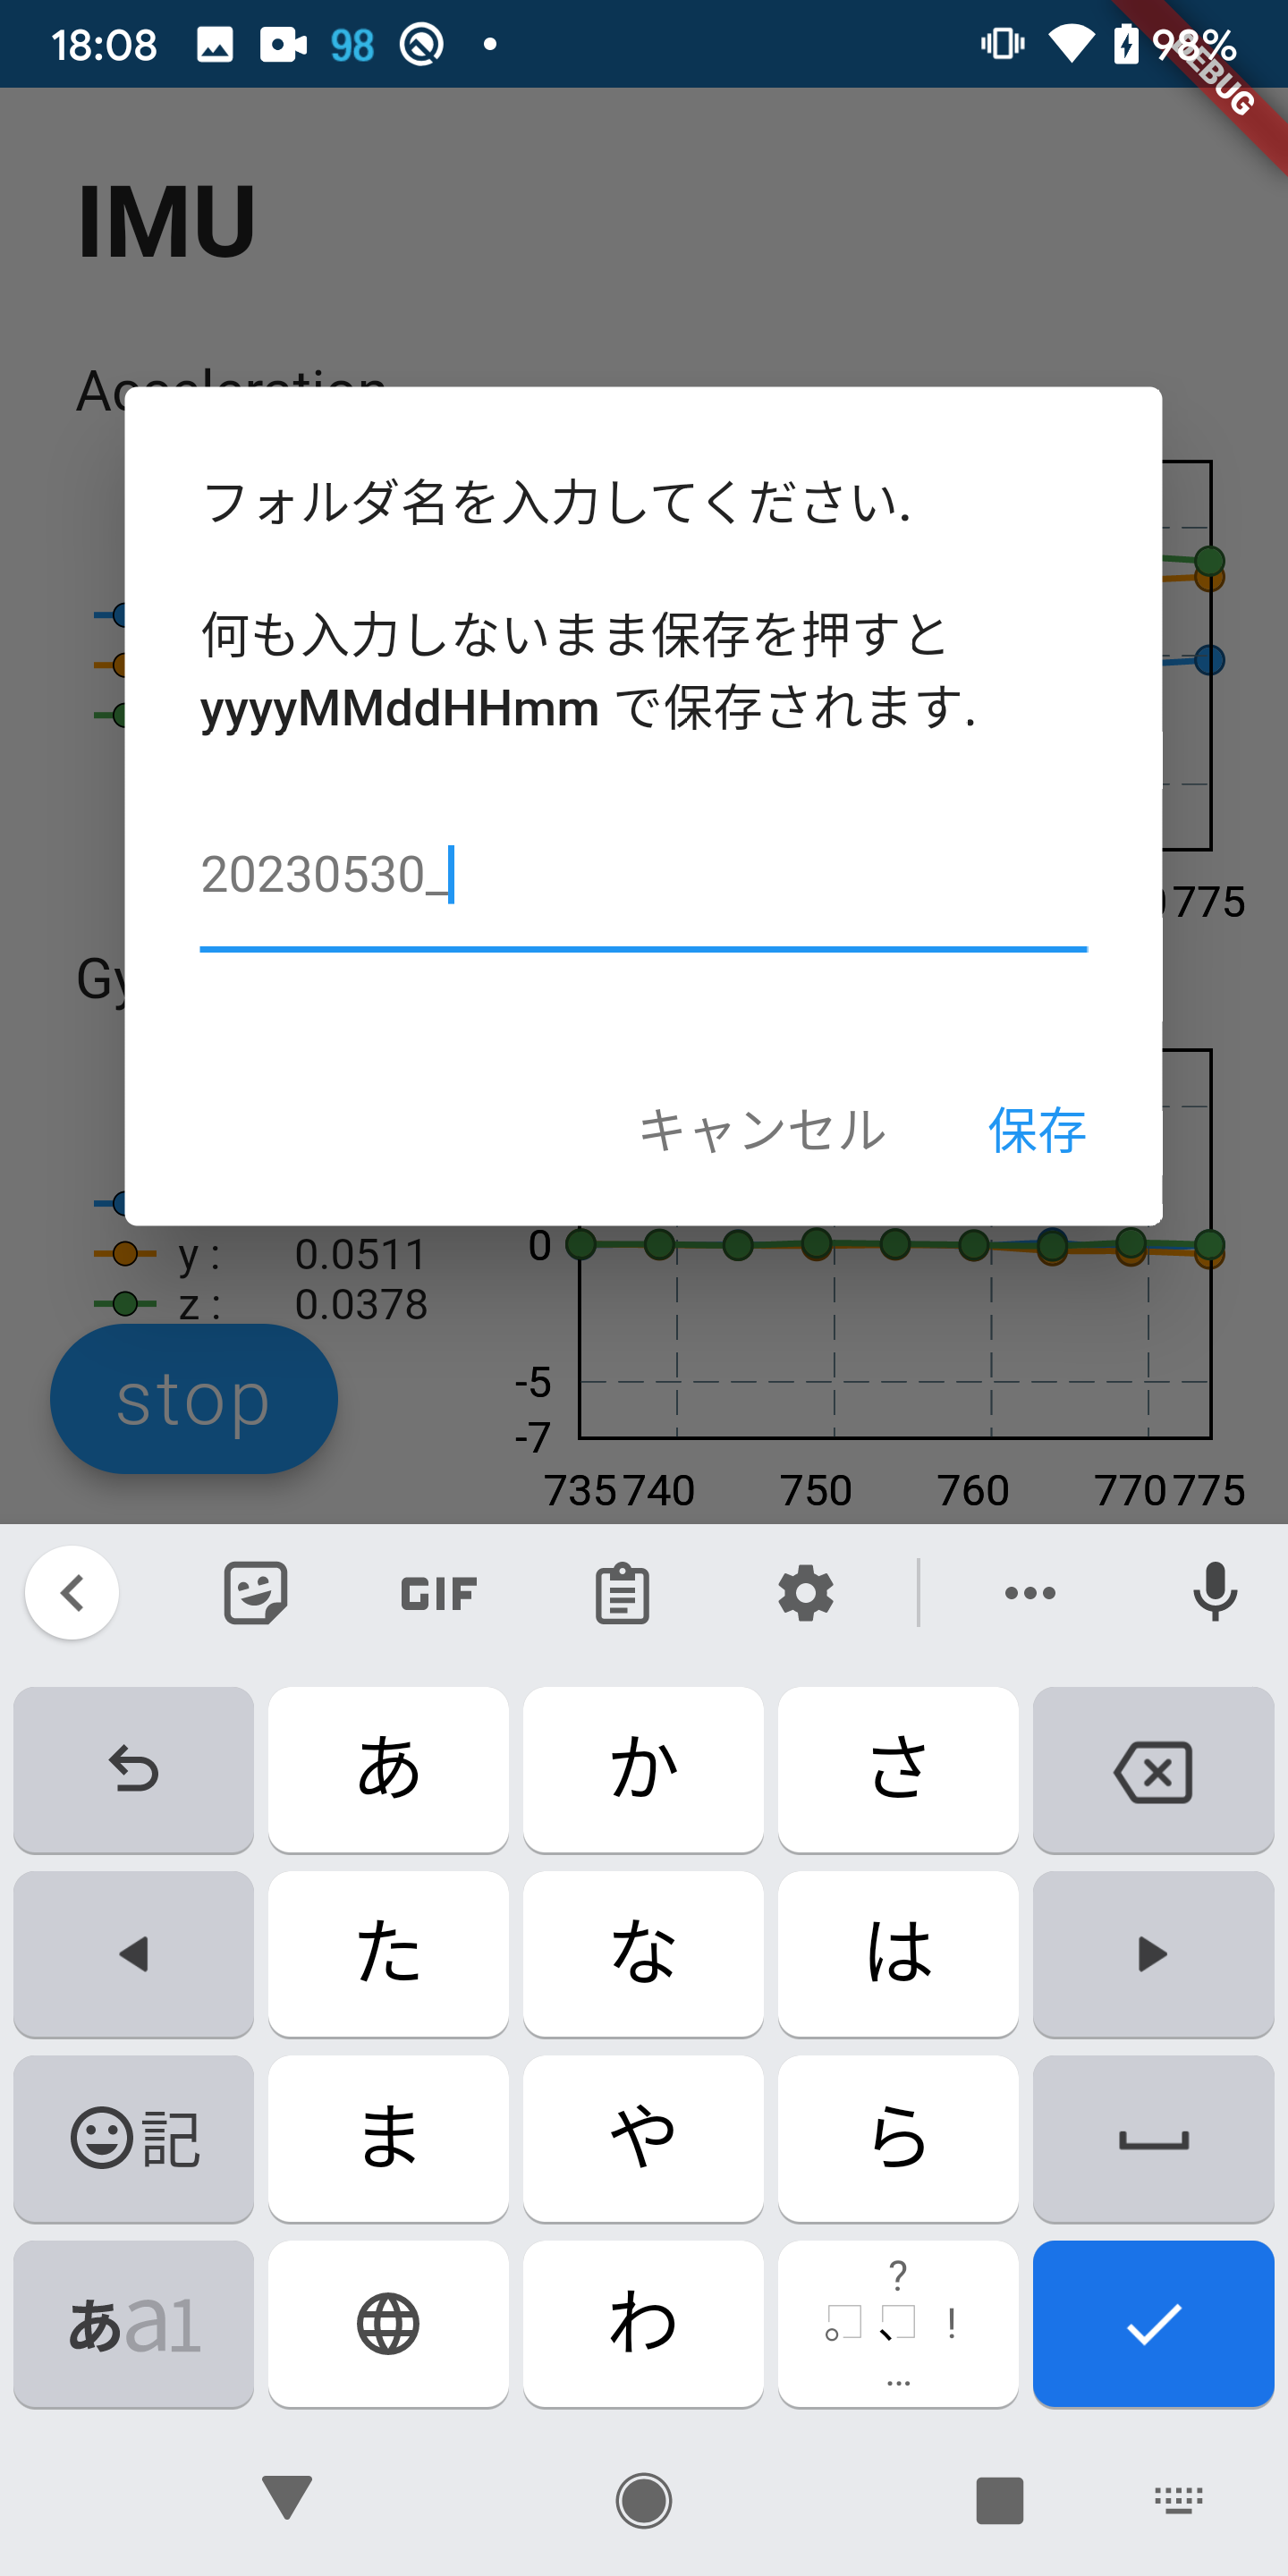 18:08 98 98%
DEBUG
IMU
Acceleration
フォルダ名を入力してください.
何も入力しないまま保存を押すと
yyyyMMddHHmm で保存されます.
20230530_
775
Gy
キャンセル 保存
0
y : 0.0511
z : 0.0378
stop
-5
-7
735 740 750 760 770 775
GIF
あ か さ
た な は
記 ま や ら
あa1 わ 。 、 ? ! …